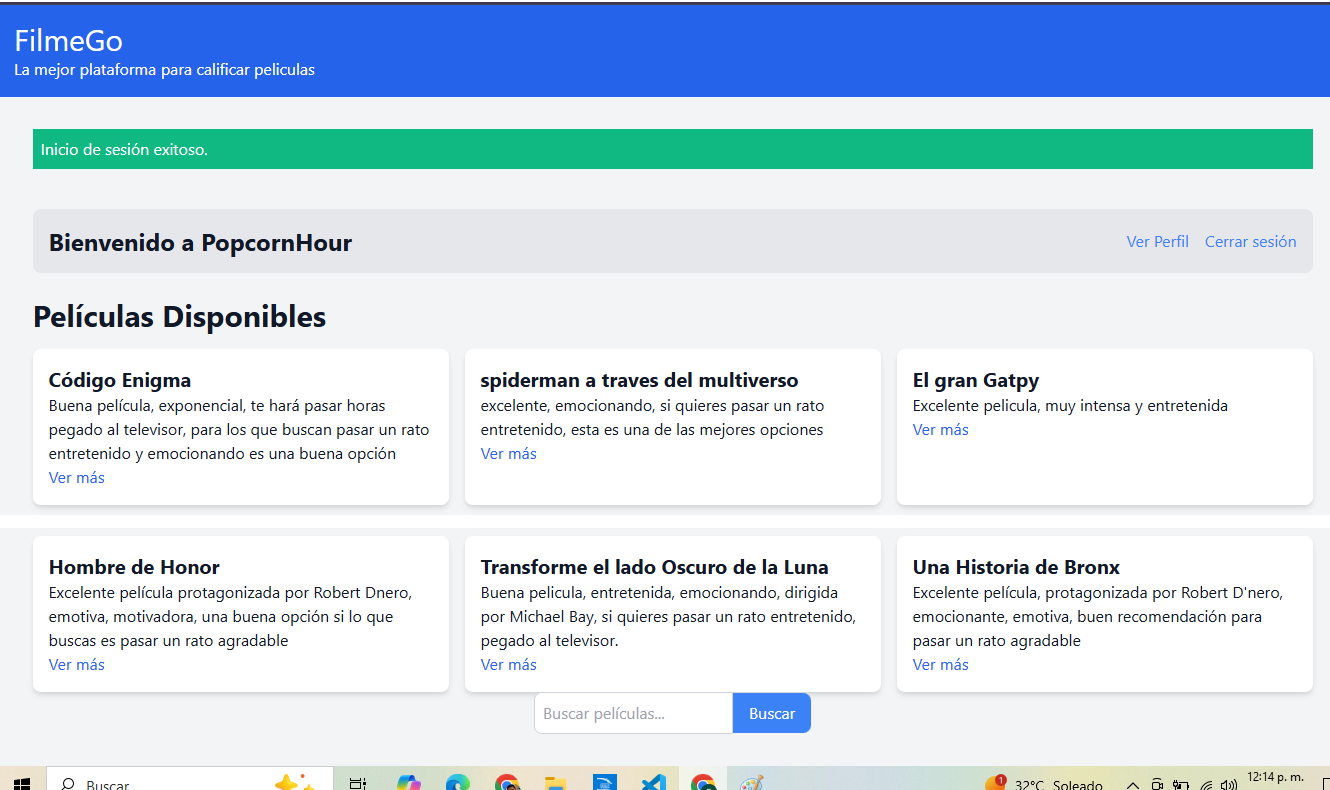 FilmeGo
La mejor plataforma para calificar peliculas
Inicio de sesión exitoso.
Bienvenido a PopcornHour
Ver Perfil
Cerrar sesión
Películas Disponibles
Código Enigma
Buena película, exponencial, te hará pasar horas
pegado al televisor, para los que buscan pasar un rato
entretenido y emocionando es una buena opción
Ver más
spiderman a traves del multiverso
excelente, emocionando, si quieres pasar un rato
entretenido, esta es una de las mejores opciones
Ver más
El gran Gatpy
Excelente pelicula, muy intensa y entretenida
Ver más
Hombre de Honor
Excelente película protagonizada por Robert Dnero,
emotiva, motivadora, una buena opción si lo que
buscas es pasar un rato agradable
Ver más
Transforme el lado Oscuro de la Luna
Buena pelicula, entretenida, emocionando, dirigida
por Michael Bay, si quieres pasar un rato entretenido,
pegado al televisor.
Ver más
Una Historia de Bronx
Excelente película, protagonizada por Robert D'nero,
emocionante, emotiva, buen recomendación para
pasar un rato agradable
Ver más
Buscar películas...
Buscar
Buscar
1
32°C Soleado
12:14 p. m.